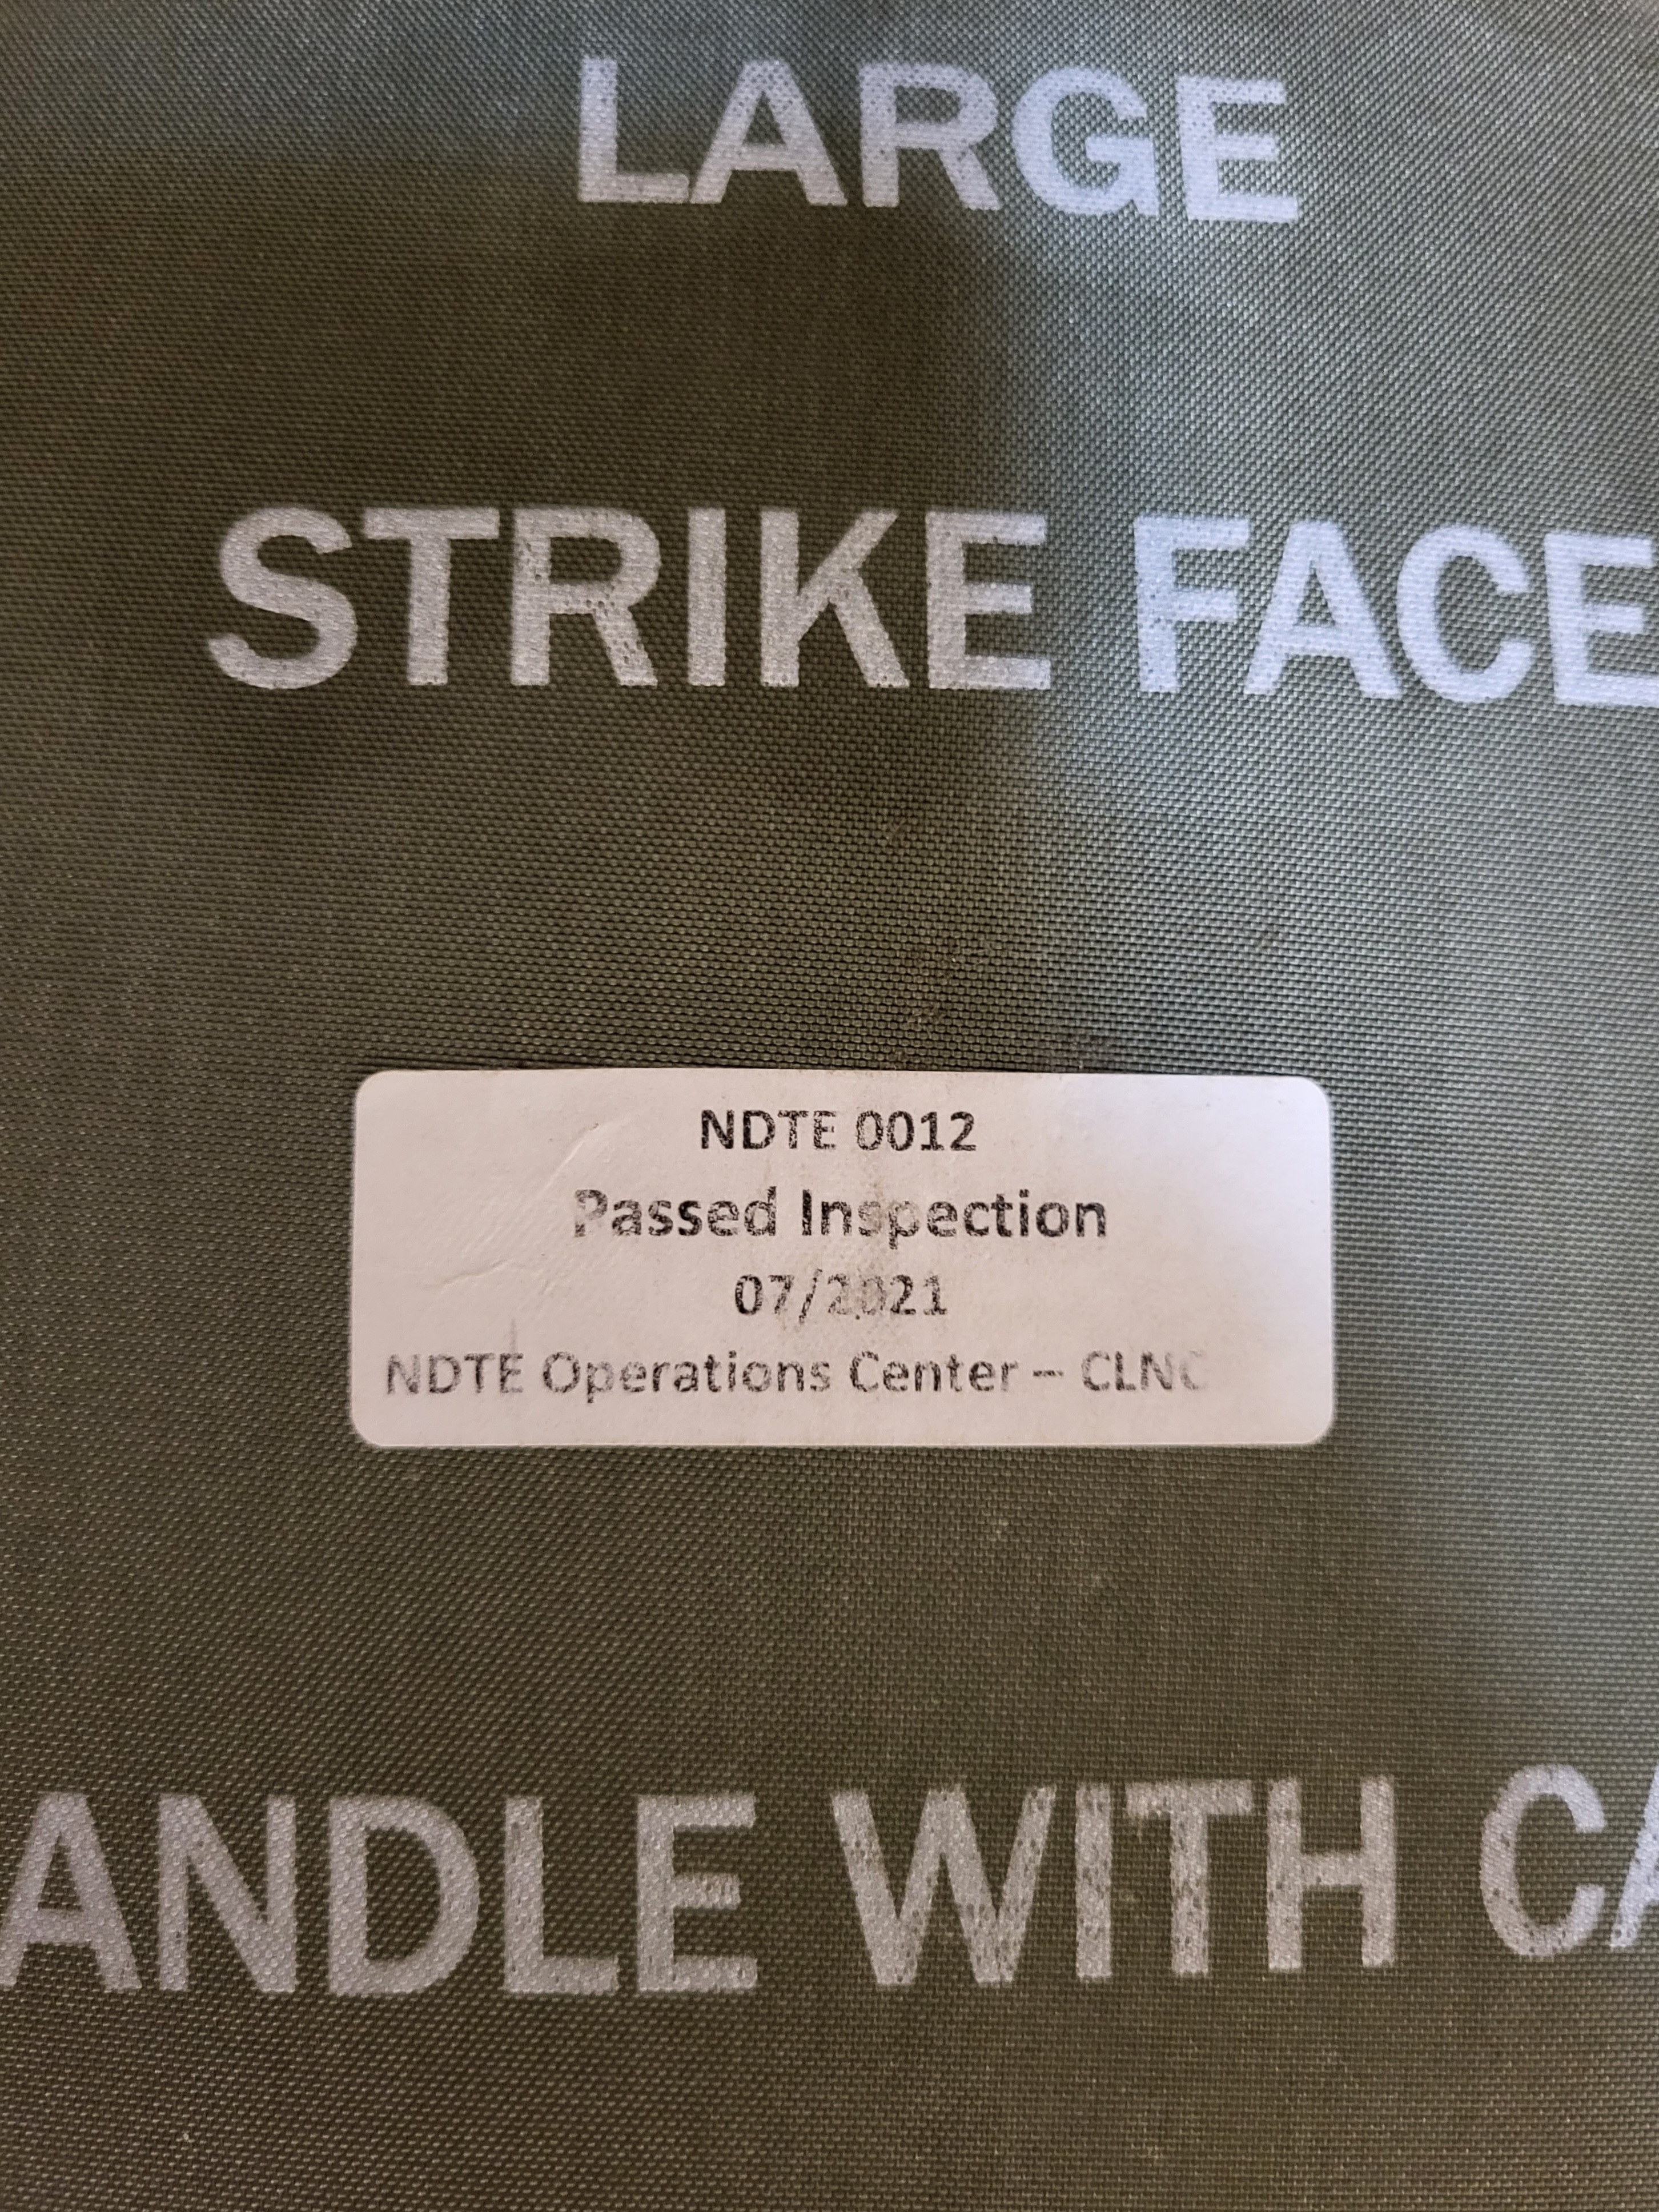 LARGE
STRIKE FACE
NDTE 0012
Passed Inspection
07/2021
NDTE Operations Center – CLNC
ANDLE WITH CA